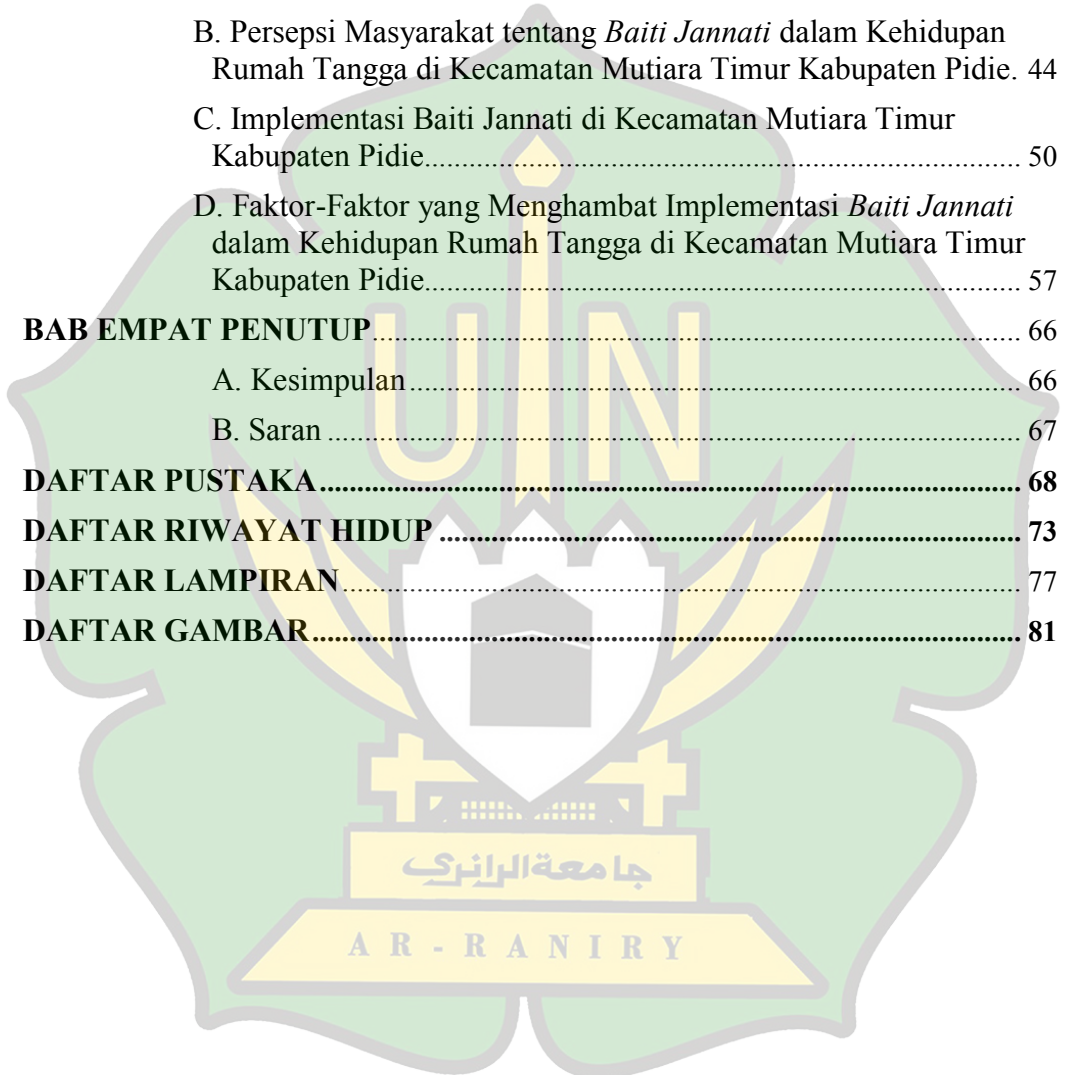 B. Persepsi Masyarakat tentang Baiti Jannati dalam Kehidupan
Rumah Tangga di Kecamatan Mutiara Timur Kabupaten Pidie. 44
C. Implementasi Baiti Jannati di Kecamatan Mutiara Timur
Kabupaten Pidie............................................................................ 50
D. Faktor-Faktor yang Menghambat Implementasi Baiti Jannati
dalam Kehidupan Rumah Tangga di Kecamatan Mutiara Timur
Kabupaten Pidie............................................................................ 57
BAB EMPAT PENUTUP................................................................................ 66
A. Kesimpulan............................................................................ 66
B. Saran ..................................................................................... 67
DAFTAR PUSTAKA...................................................................................... 68
DAFTAR RIWAYAT HIDUP ....................................................................... 73
DAFTAR LAMPIRAN................................................................................... 77
DAFTAR GAMBAR....................................................................................... 81
UIN
جامعة الرانري
AR-RANIRY